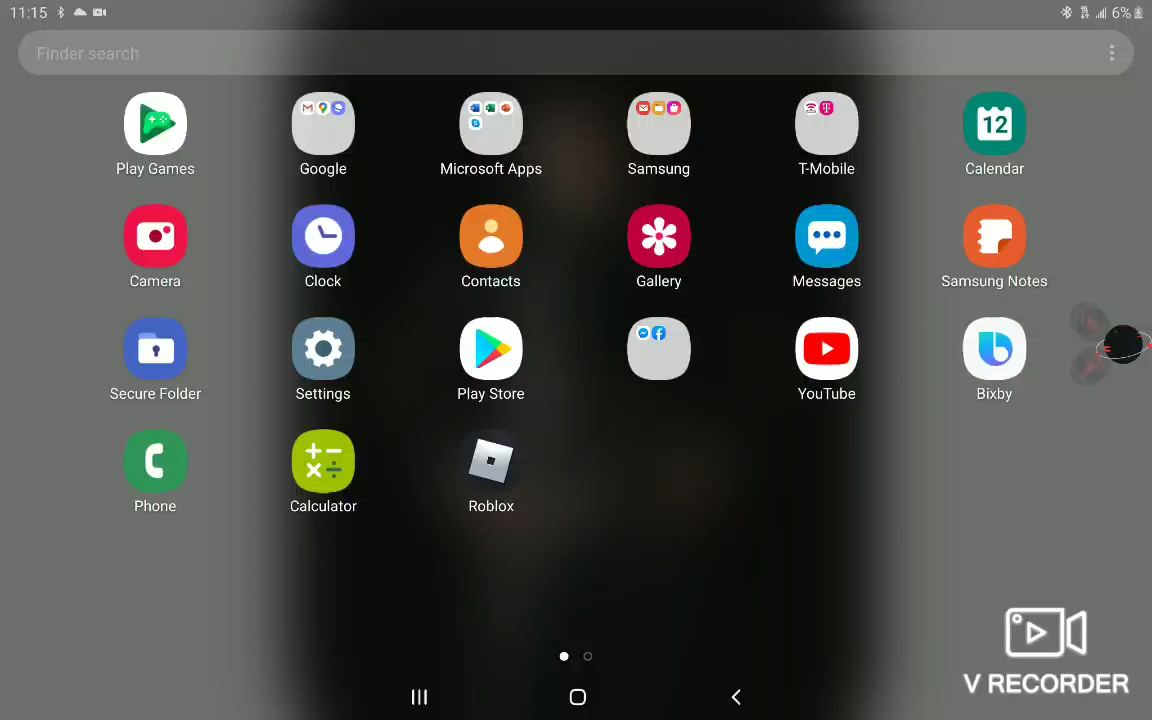 11:15 6%
Finder search
Play Games Google Microsoft Apps Samsung T-Mobile 12 Calendar
Camera Clock Contacts Gallery Messages Samsung Notes
Secure Folder Settings Play Store YouTube Bixby
Phone Calculator Roblox
V RECORDER